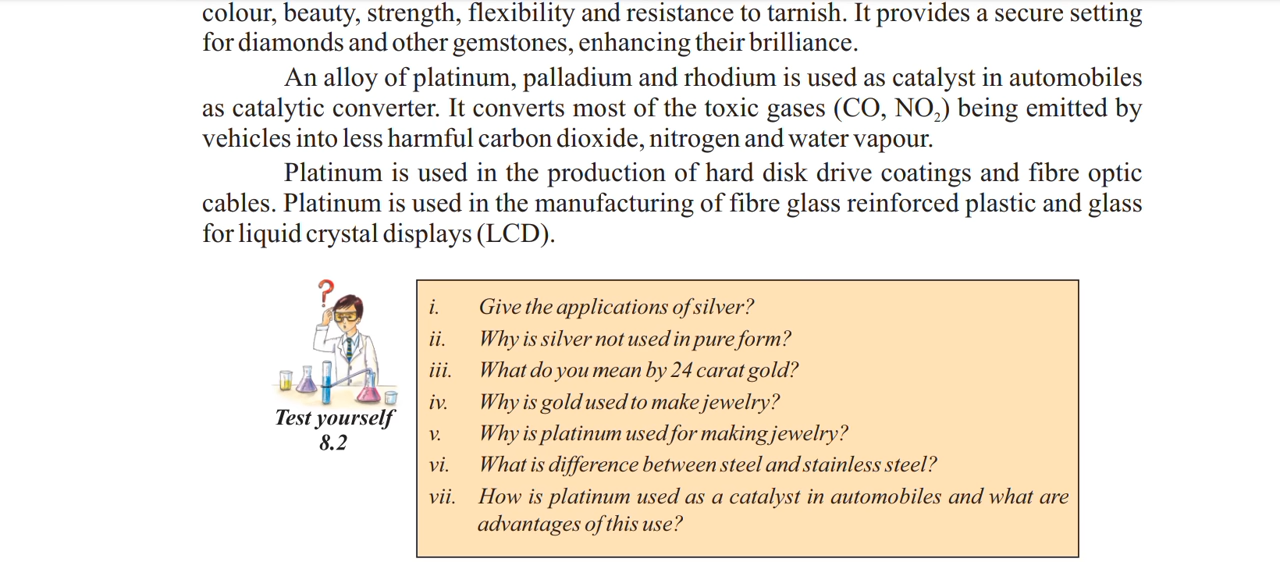 colour, beauty, strength, flexibility and resistance to tarnish. It provides a secure setting
for diamonds and other gemstones, enhancing their brilliance.
An alloy of platinum, palladium and rhodium is used as catalyst in automobiles
as catalytic converter. It converts most of the toxic gases (CO, NO₂) being emitted by
vehicles into less harmful carbon dioxide, nitrogen and water vapour.
Platinum is used in the production of hard disk drive coatings and fibre optic
cables. Platinum is used in the manufacturing of fibre glass reinforced plastic and glass
for liquid crystal displays (LCD).
?
Test yourself
8.2
i. Give the applications of silver?
ii. Why is silver not used in pure form?
iii. What do you mean by 24 carat gold?
iv. Why is gold used to make jewelry?
v. Why is platinum used for making jewelry?
vi. What is difference between steel and stainless steel?
vii. How is platinum used as a catalyst in automobiles and what are
advantages of this use?